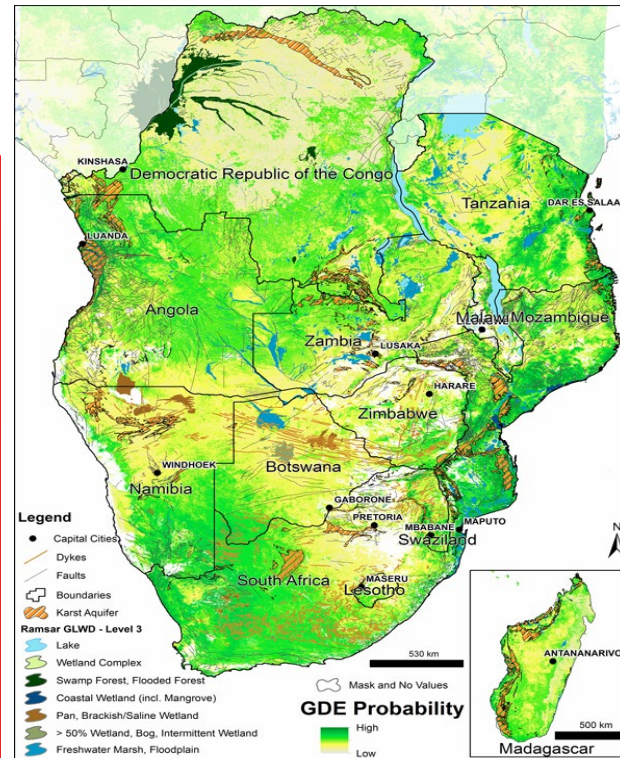 KINSHASA
Democratic Republic of the Congo
Tanzania
DAR ES SALAA
LUANDA
Angola
Malawi
Mozambique
Zambia
LUSAKA
HARARE
Zimbabwe
WINDHOEK
Botswana
Namibia
GABORONE
PRETORIA
MBABANE
MAPUTO
Swaziland
South Africa
MASERU
Lesotho
N
Legend
Capital Cities
Dykes
Faults
Boundaries
Karst Aquifer
Ramsar GLWD - Level 3
Lake
Wetland Complex
Swamp Forest, Flooded Forest
Coastal Wetland (incl. Mangrove)
Pan, Brackish/Saline Wetland
> 50% Wetland, Bog, Intermittent Wetland
Freshwater Marsh, Floodplain
530 km
Mask and No Values
GDE Probability
High
Low
ANTANANARIVO
500 km
Madagascar